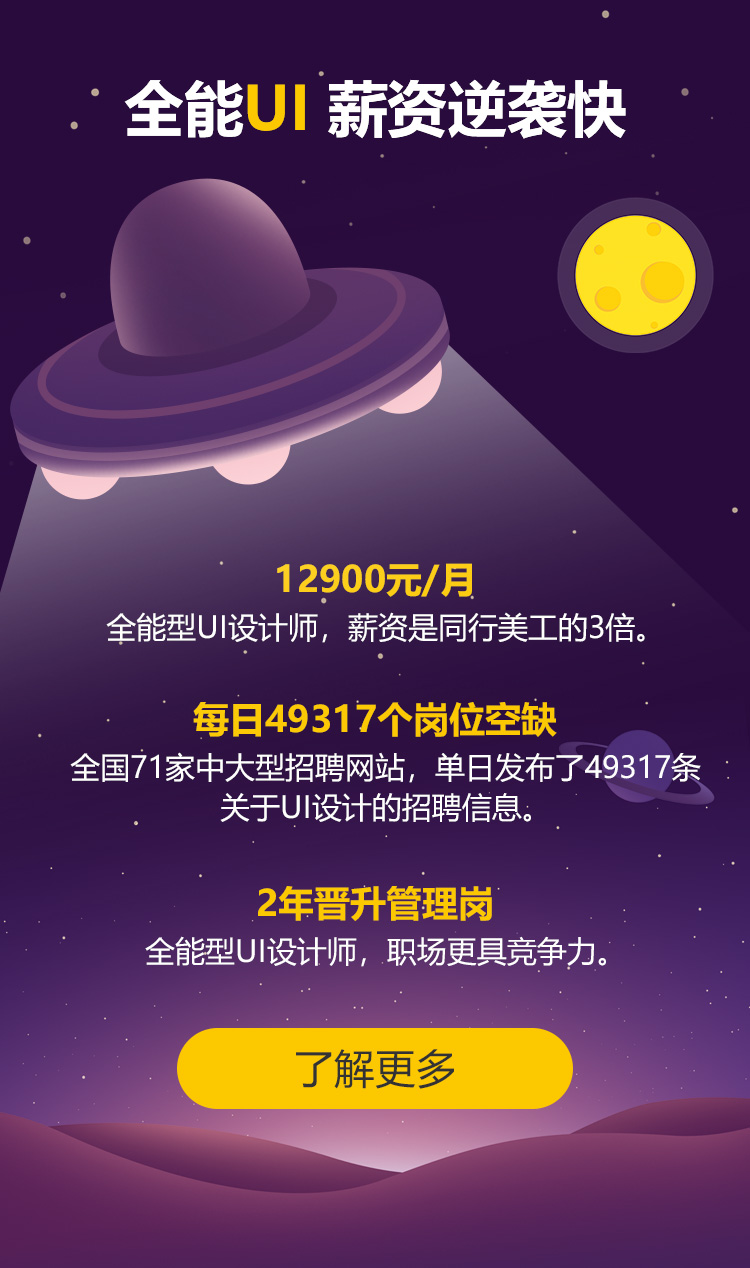 全能UI 薪资逆袭快
12900元/月
全能型UI设计师，薪资是同行美工的3倍。
每日49317个岗位空缺
全国71家中大型招聘网站，单日发布了49317条
关于UI设计的招聘信息。
2年晋升管理岗
全能型UI设计师，职场更具竞争力。
了解更多